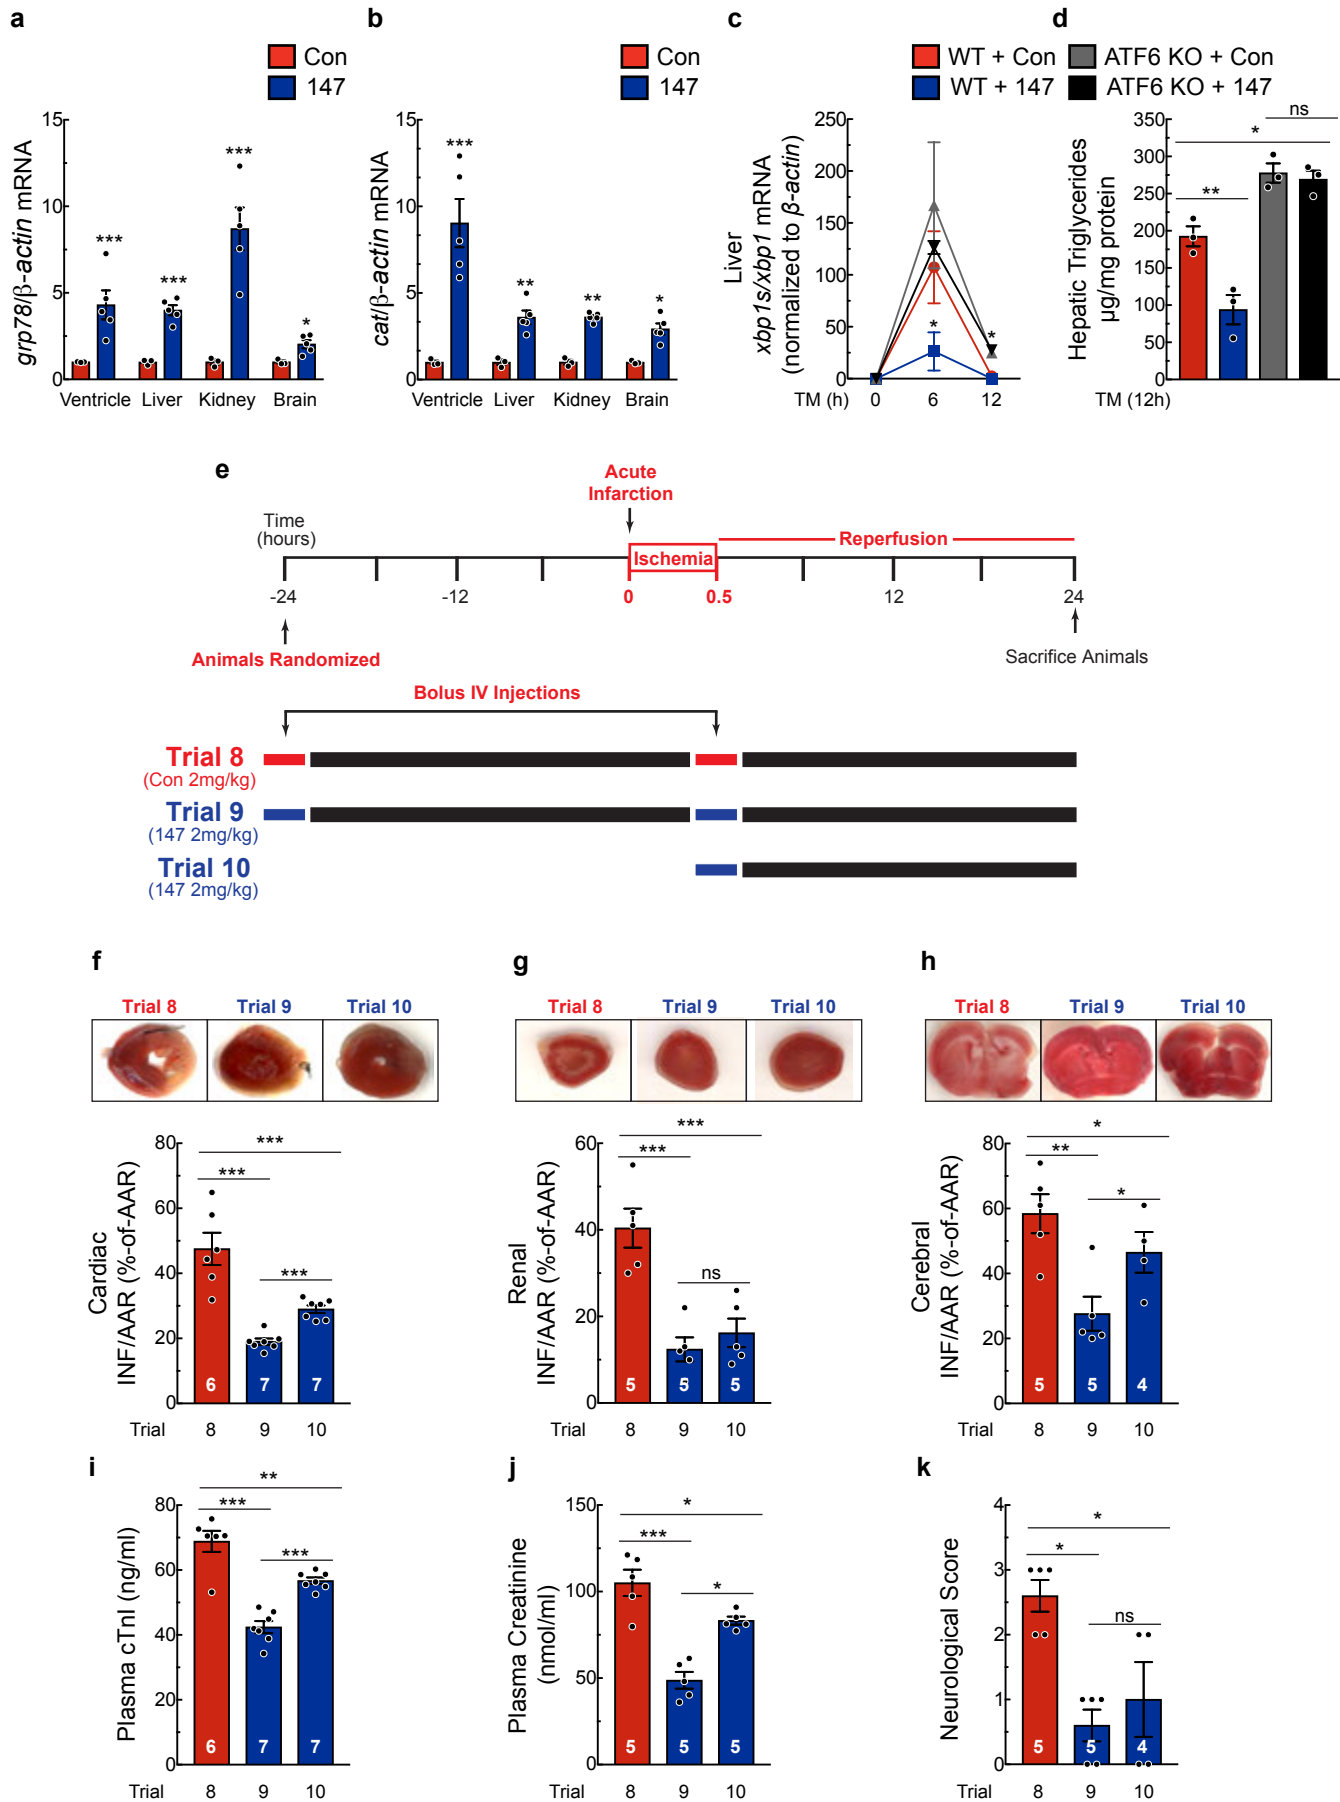 a
Con
147
grp78/β-actin mRNA
15
10
5
0
***
***
***
*
Ventricle Liver Kidney Brain
b
Con
147
cat/β-actin mRNA
15
10
5
0
***
**
**
*
Ventricle Liver Kidney Brain
c
WT + Con
WT + 147
Liver
xbp1s/xbp1 mRNA
(normalized to β-actin)
250
200
150
100
50
0
*
*
TM (h) 0 6 12
d
ATF6 KO + Con
ATF6 KO + 147
Hepatic Triglycerides
µg/mg protein
350
300
250
200
150
100
50
0
ns
*
**
TM (12h)
e
Acute
Infarction
Time
(hours)
Ischemia
Reperfusion
-24 -12 0 0.5 12 24
Animals Randomized
Sacrifice Animals
Bolus IV Injections
Trial 8
(Con 2mg/kg)
Trial 9
(147 2mg/kg)
Trial 10
(147 2mg/kg)
f
Trial 8 Trial 9 Trial 10
Cardiac
INF/AAR (%-of-AAR)
80
60
40
20
0
***
***
***
6 7 7
Trial 8 9 10
g
Trial 8 Trial 9 Trial 10
Renal
INF/AAR (%-of-AAR)
60
40
20
0
***
***
ns
5 5 5
Trial 8 9 10
h
Trial 8 Trial 9 Trial 10
Cerebral
INF/AAR (%-of-AAR)
80
60
40
20
0
*
**
*
5 5 4
Trial 8 9 10
i
Plasma cTnI (ng/ml)
80
60
40
20
0
**
***
***
6 7 7
Trial 8 9 10
j
Plasma Creatinine
(nmol/ml)
150
100
50
0
*
***
*
5 5 5
Trial 8 9 10
k
Neurological Score
4
3
2
1
0
*
*
ns
5 5 4
Trial 8 9 10